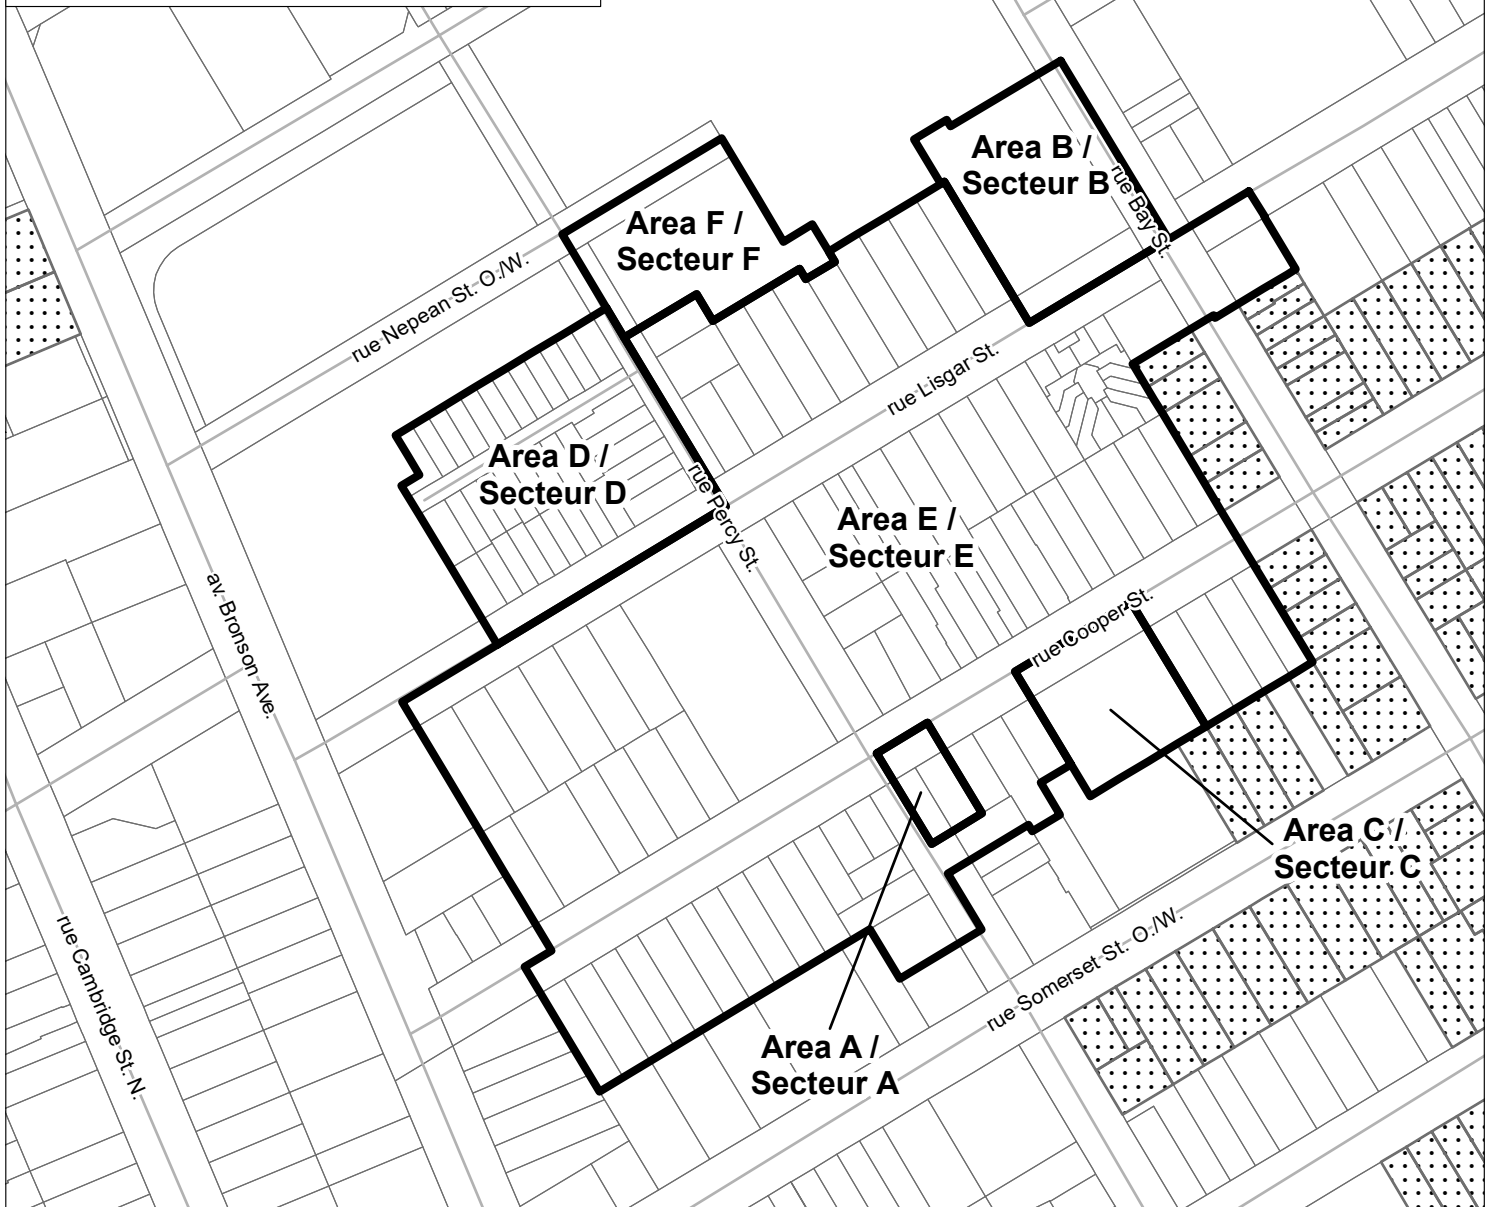 Area B /
Secteur B
rue Bay St.
Area F /
Secteur F
rue Nepean St. O./W.
rue Lisgar St.
Area D /
Secteur D
rue Percy St.
Area E /
Secteur E
av. Bronson Ave.
rue Cooper St.
Area C /
Secteur C
rue Cambridge St. N.
rue Somerset St. O./W.
Area A /
Secteur A